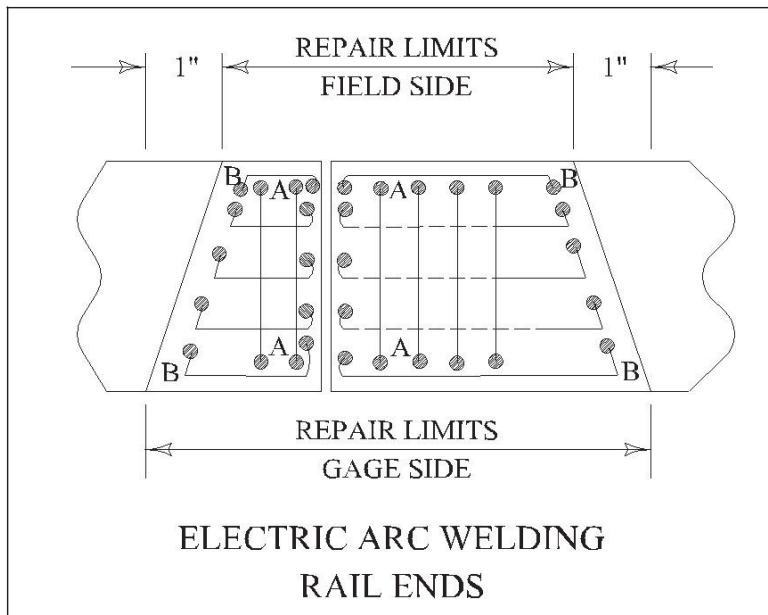 REPAIR LIMITS
1" 1"
FIELD SIDE
B A A B
A A
B B
REPAIR LIMITS
GAGE SIDE
ELECTRIC ARC WELDING
RAIL ENDS